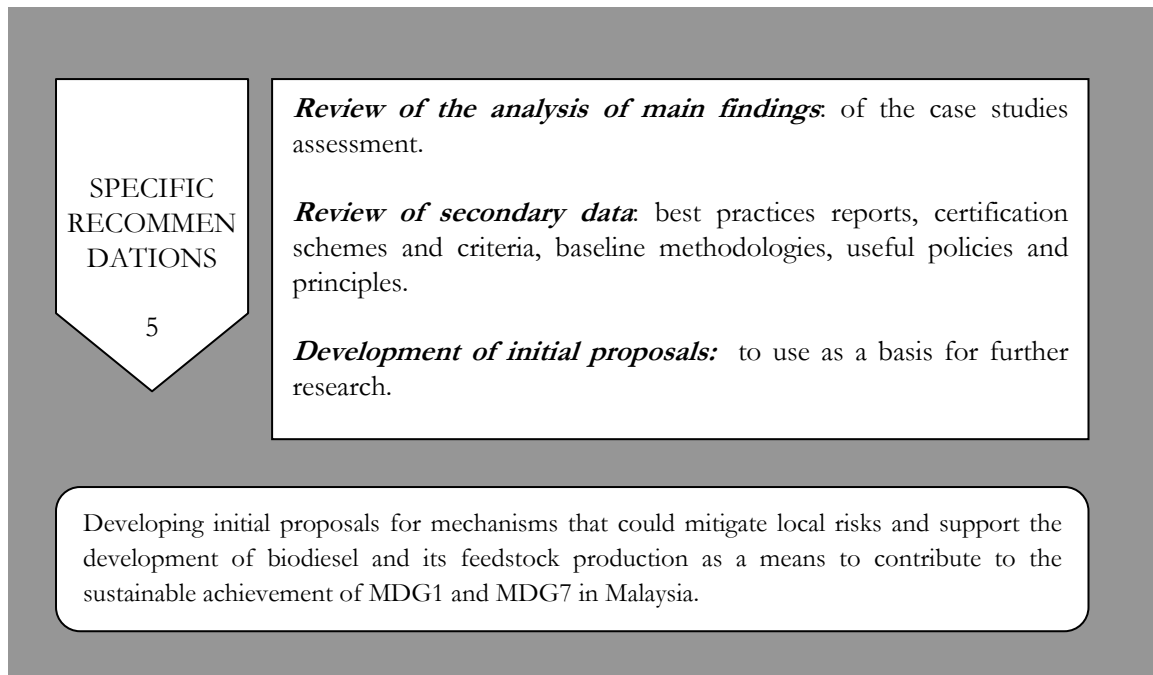 SPECIFIC
RECOMMEN
DATIONS
5
Review of the analysis of main findings: of the case studies
assessment.
Review of secondary data: best practices reports, certification
schemes and criteria, baseline methodologies, useful policies and
principles.
Development of initial proposals: to use as a basis for further
research.
Developing initial proposals for mechanisms that could mitigate local risks and support the
development of biodiesel and its feedstock production as a means to contribute to the
sustainable achievement of MDG1 and MDG7 in Malaysia.